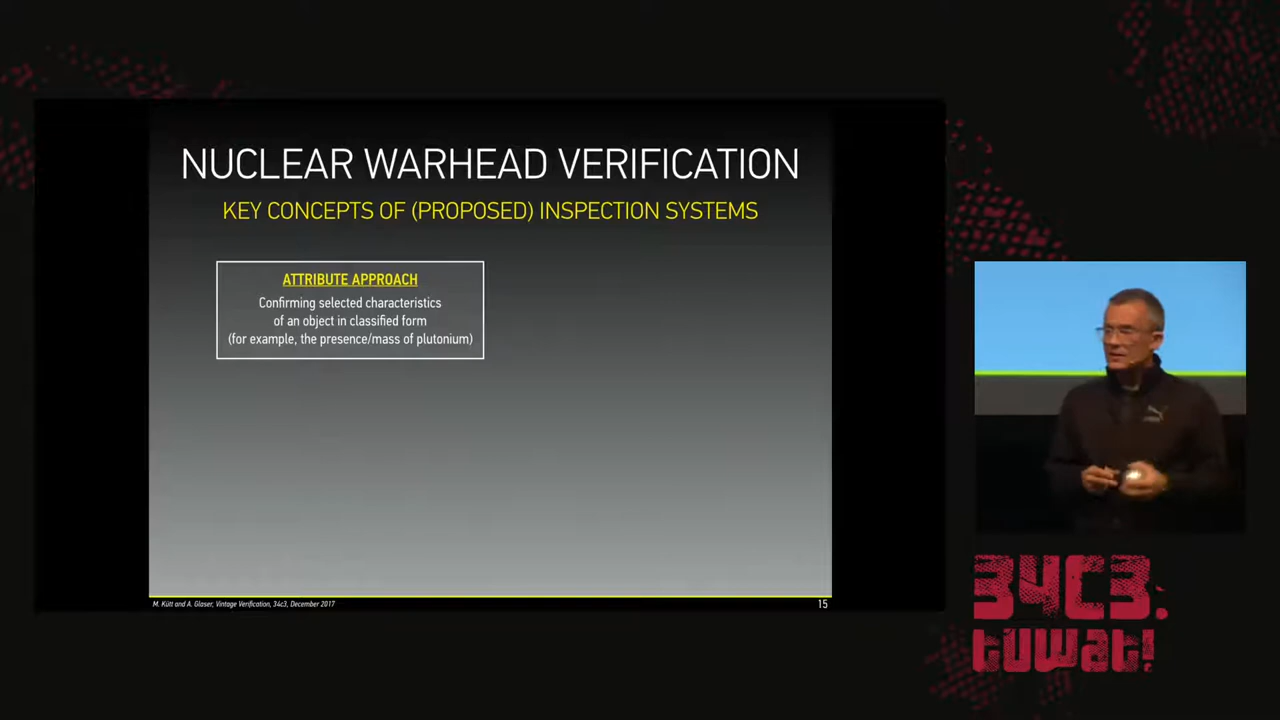 NUCLEAR WARHEAD VERIFICATION
KEY CONCEPTS OF (PROPOSED) INSPECTION SYSTEMS
ATTRIBUTE APPROACH
Confirming selected characteristics
of an object in classified form
(for example, the presence/mass of plutonium)
M. Kütt and A. Glaser, Vintage Verification, 34c3, December 2017
15
34C3.
tuwat!